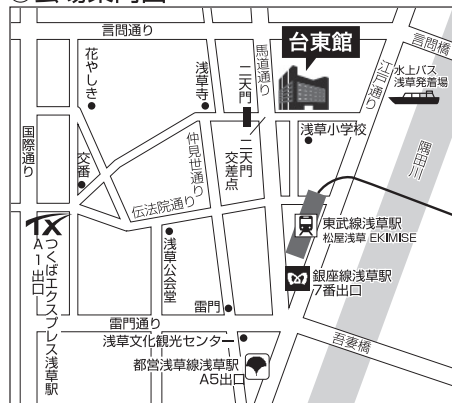 会場案内図
言問通り
言問橋
花やしき
浅草寺
二天門
馬道通り
台東館
江戸通り
水上バス
浅草発着場
国際通り
交番
仲見世通り
二天門
交差点
浅草小学校
隅田川
伝法院通り
TX
つくばエクスプレス浅草駅
A1出口
浅草公会堂
東武線浅草駅
松屋浅草 EKIMISE
銀座線浅草駅
7番出口
雷門
雷門通り
浅草文化観光センター
吾妻橋
都営浅草線浅草駅
A5出口